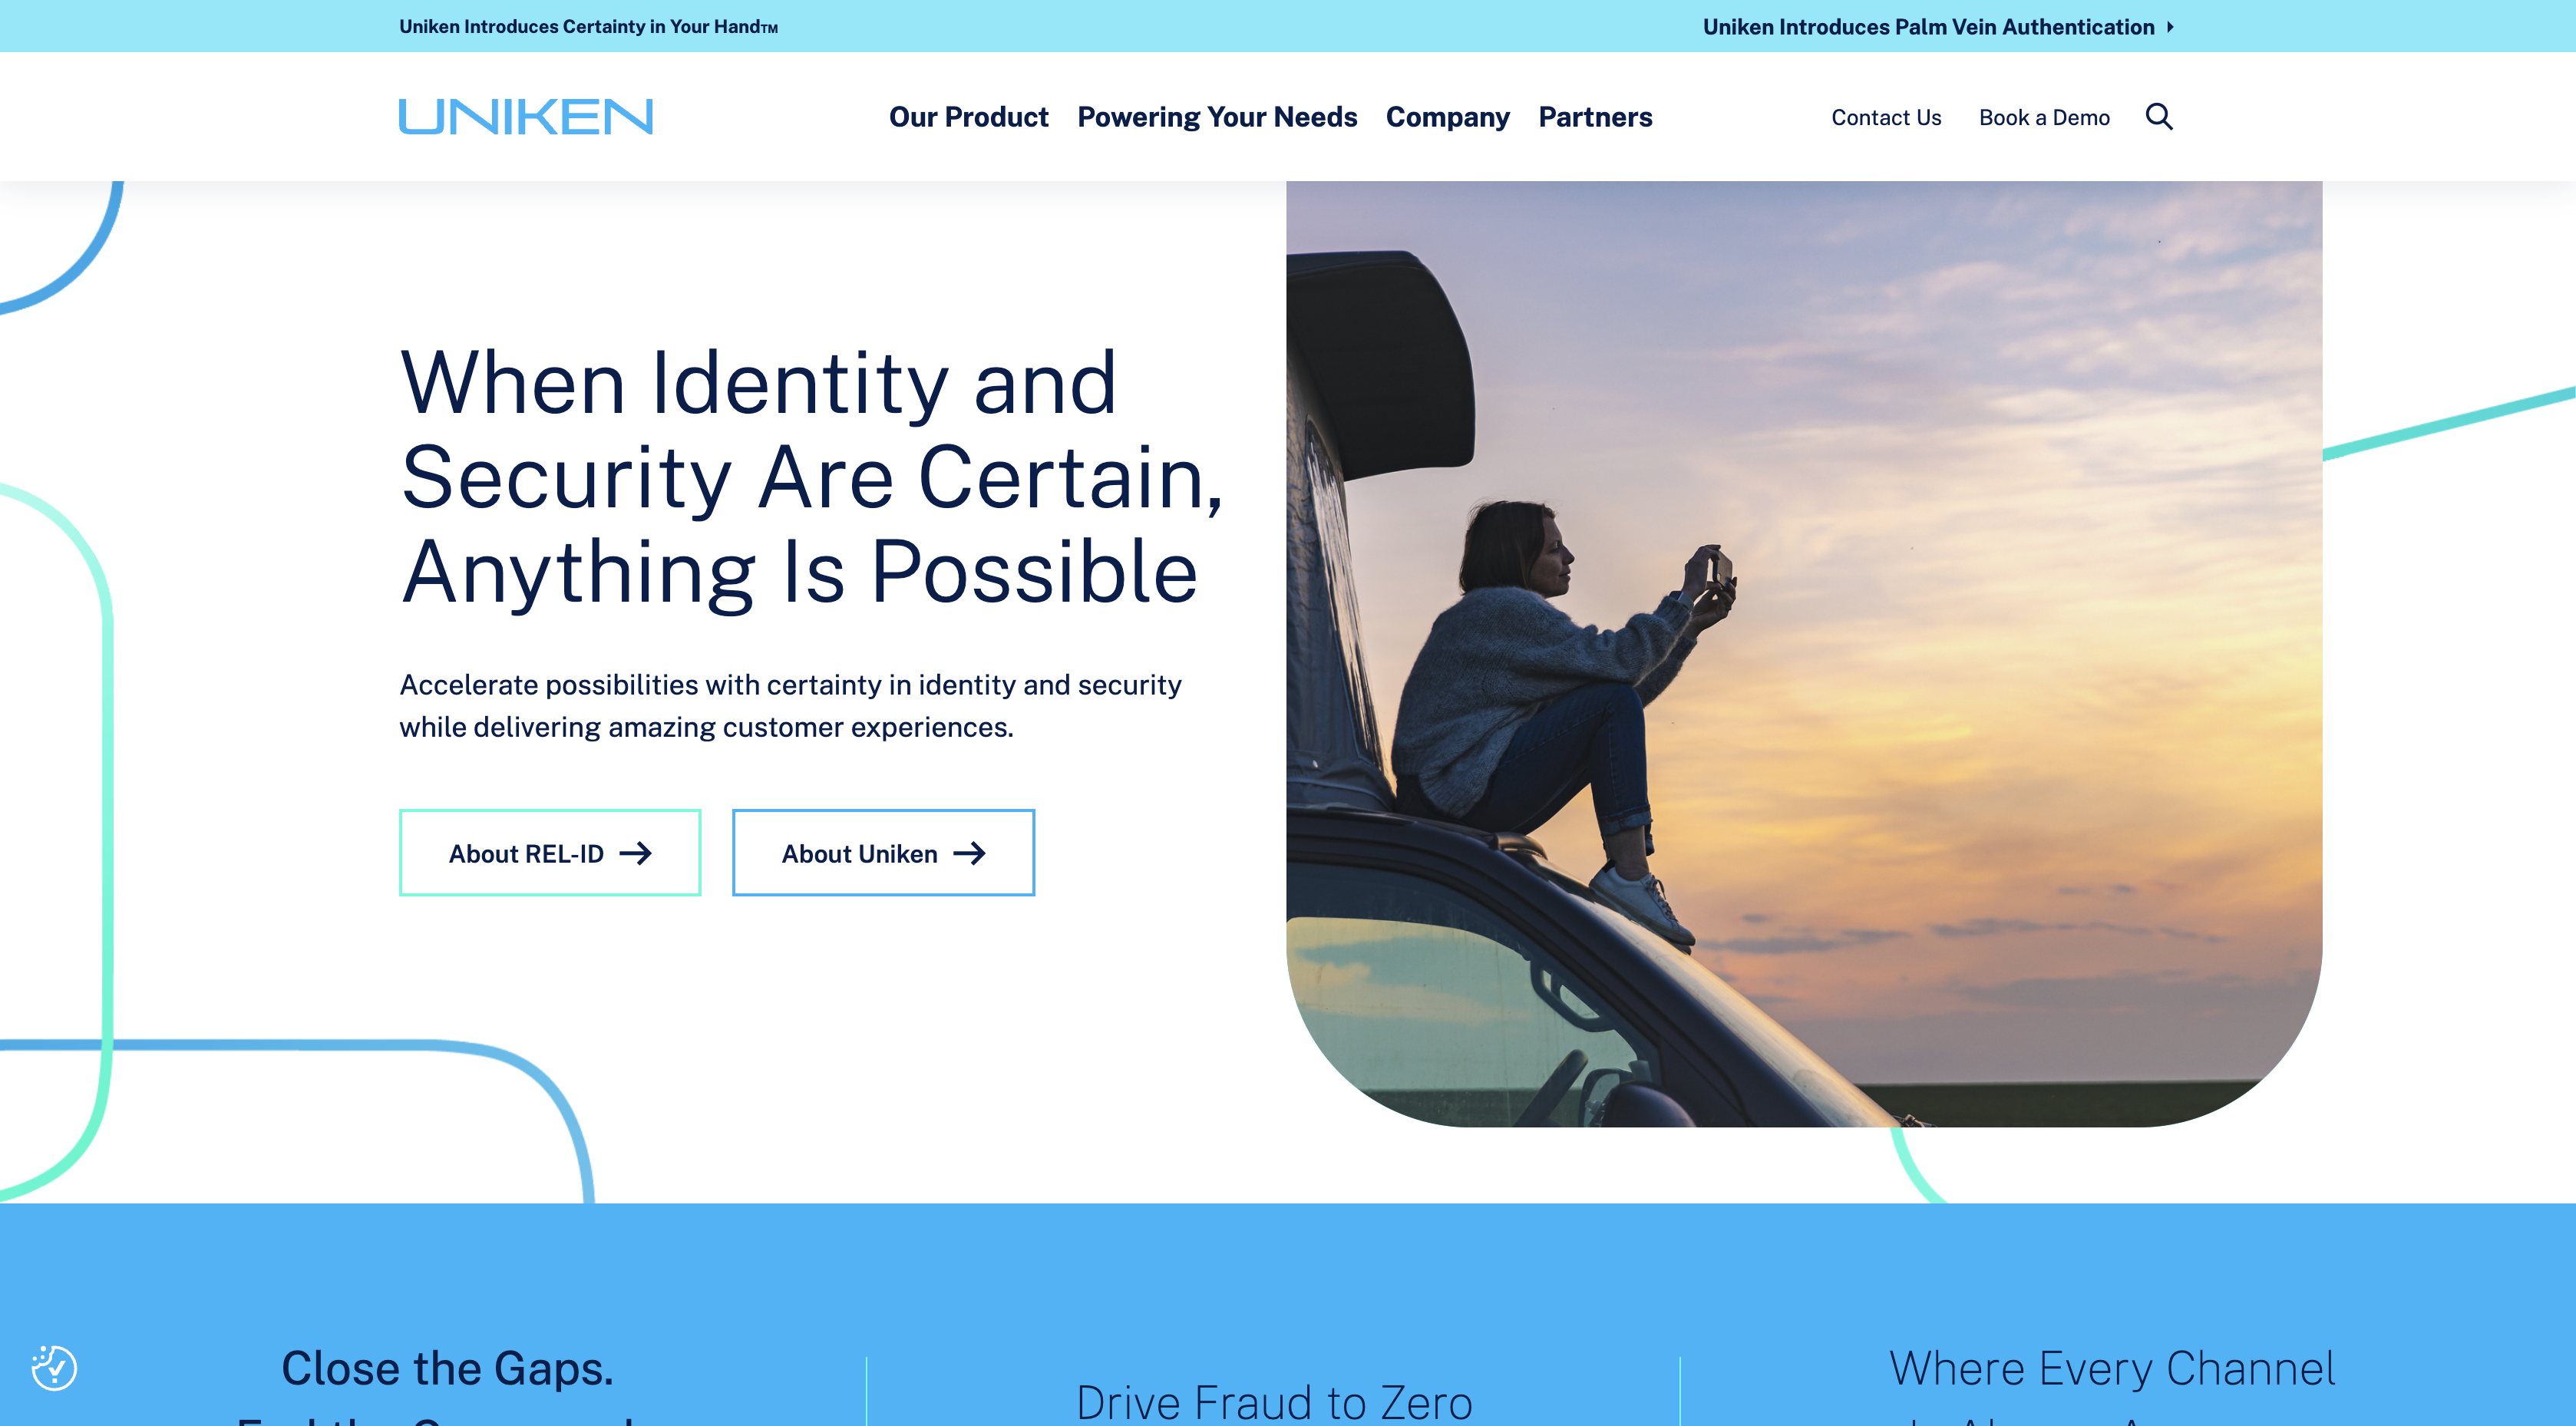 Uniken Introduces Certainty in Your Hand™
Uniken Introduces Palm Vein Authentication
UNIKEN
Our Product
Powering Your Needs
Company
Partners
Contact Us
Book a Demo
When Identity and
Security Are Certain,
Anything Is Possible
Accelerate possibilities with certainty in identity and security
while delivering amazing customer experiences.
About REL-ID
About Uniken
Close the Gaps.
Drive Fraud to Zero
Where Every Channel